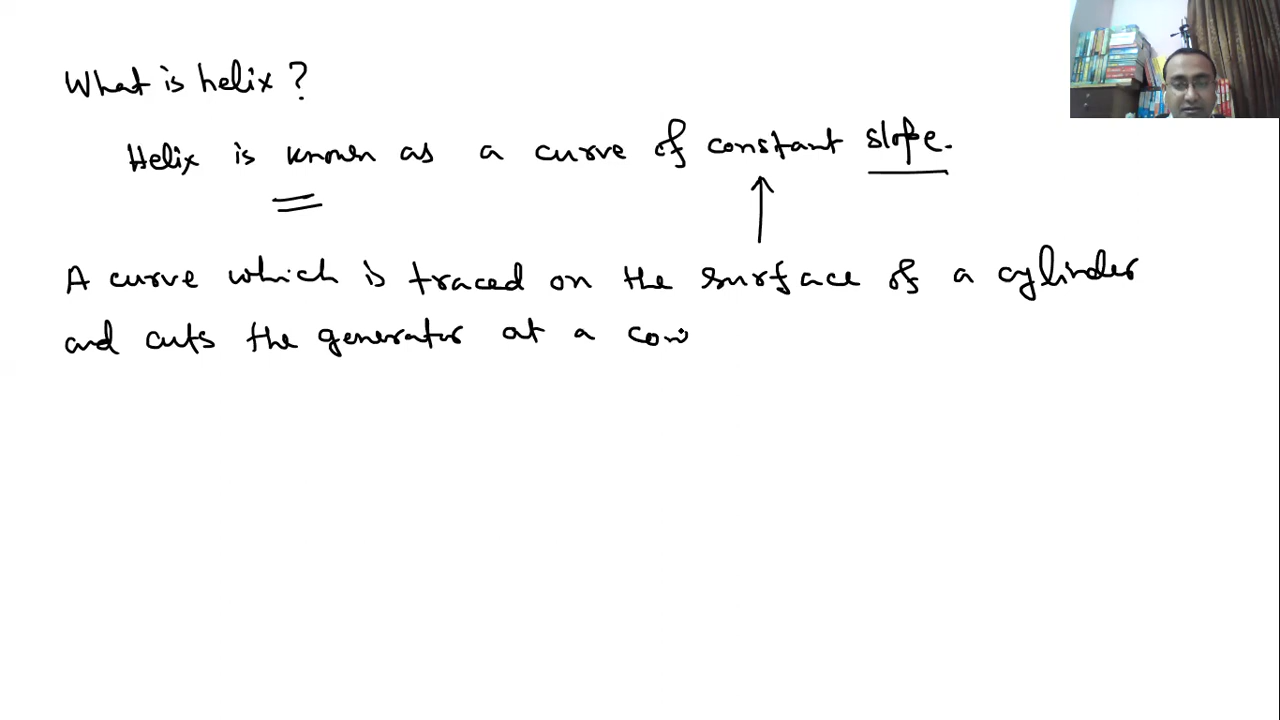 What is helix?
Helix is known as a curve of constant slope.
A curve which is traced on the surface of a cylinder
and cuts the generator at a con